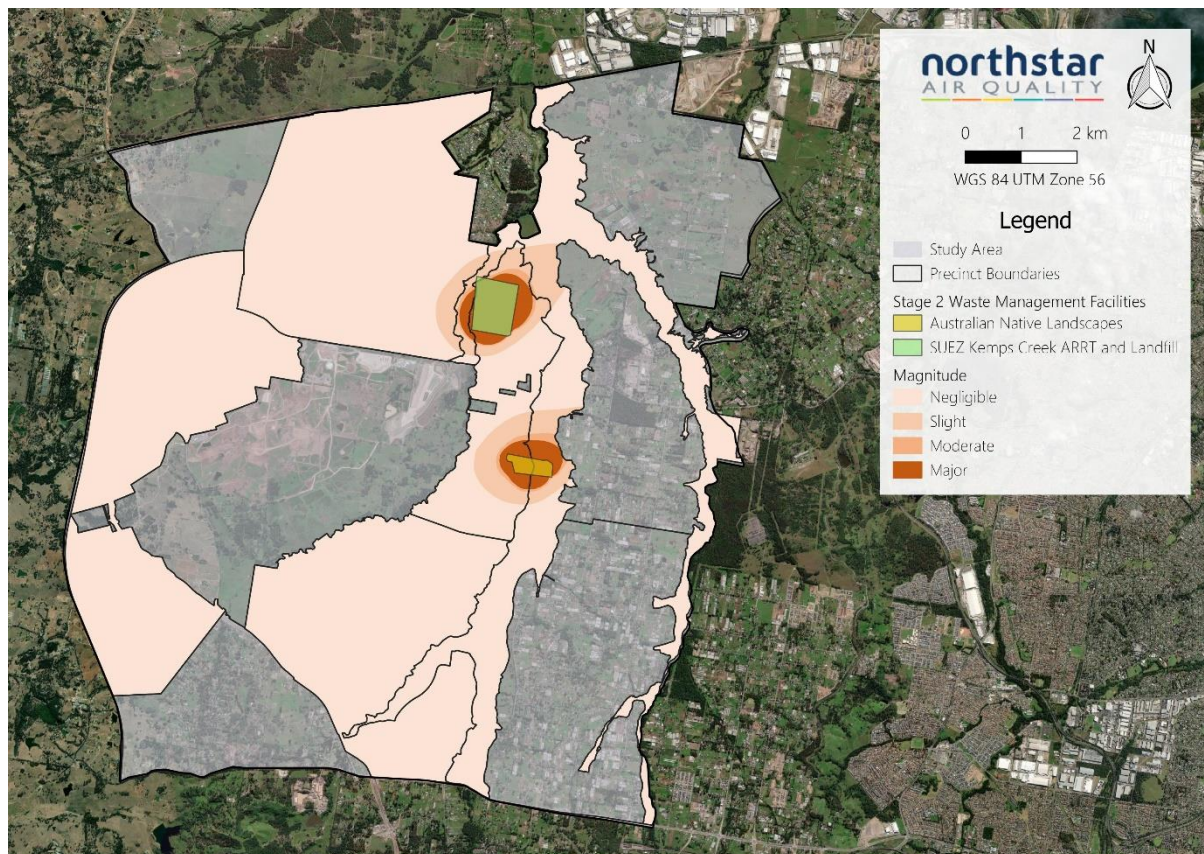 northstar
AIR QUALITY
N
0 1 2 km
WGS 84 UTM Zone 56
Legend
Study Area
Precinct Boundaries
Stage 2 Waste Management Facilities
Australian Native Landscapes
SUEZ Kemps Creek ARRT and Landfill
Magnitude
Negligible
Slight
Moderate
Major